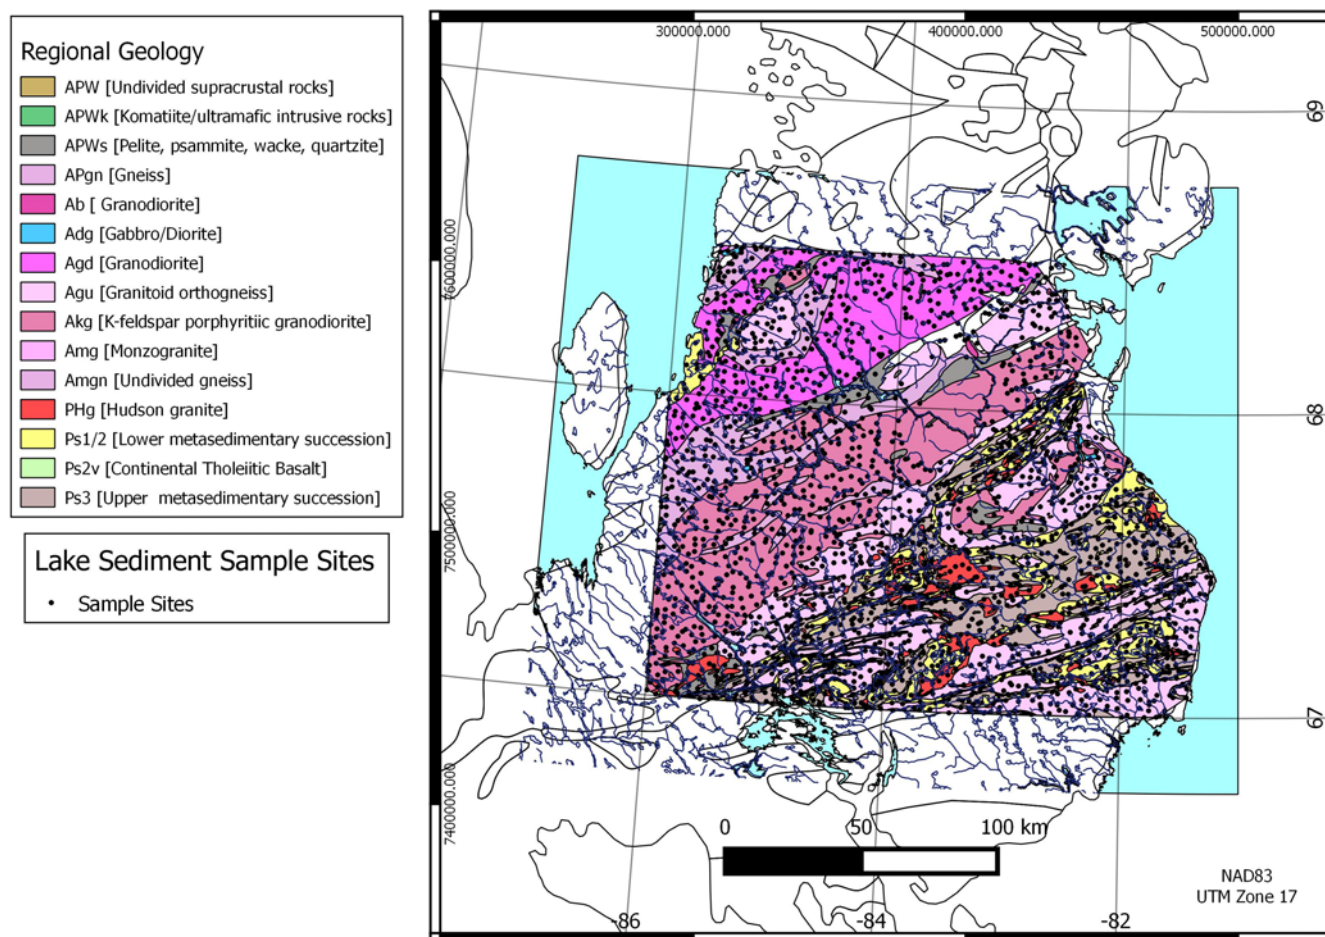 Regional Geology
APW [Undivided supracrustal rocks]
APWk [Komatiite/ultramafic intrusive rocks]
APWs [Pelite, psammite, wacke, quartzite]
APgn [Gneiss]
Ab [ Granodiorite]
Adg [Gabbro/Diorite]
Agd [Granodiorite]
Agu [Granitoid orthogneiss]
Akg [K-feldspar porphyritiic granodiorite]
Amg [Monzogranite]
Amgn [Undivided gneiss]
PHg [Hudson granite]
Ps1/2 [Lower metasedimentary succession]
Ps2v [Continental Tholeiitic Basalt]
Ps3 [Upper metasedimentary succession]
Lake Sediment Sample Sites
Sample Sites
300000.000
400000.000
500000.000
69
7600000.000
68
7500000.000
67
7400000.000
0 50 100 km
NAD83
UTM Zone 17
-86
-84
-82